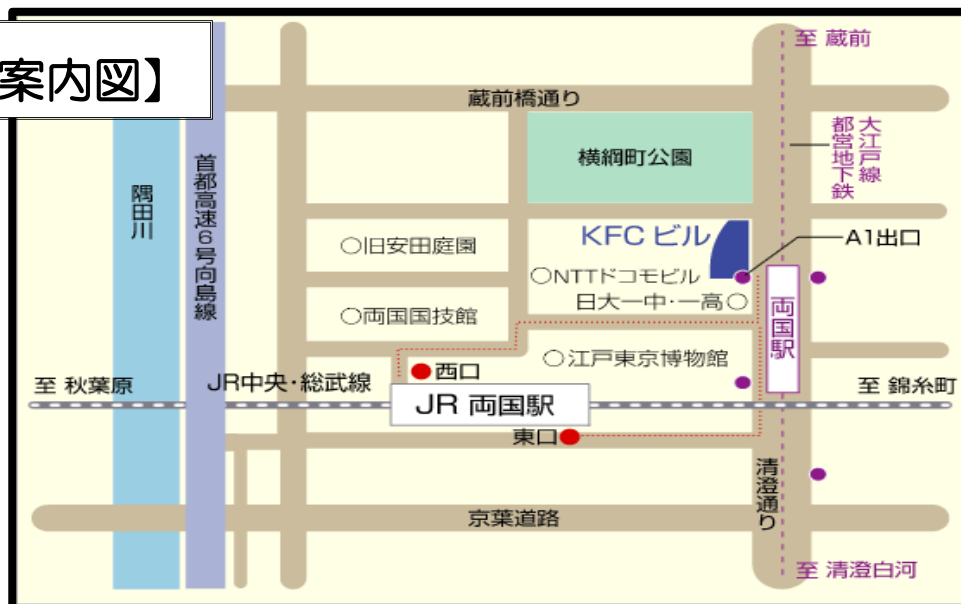 案内図】
至 蔵前
蔵前橋通り
大江戸線
都営地下鉄
横綱町公園
首都高速6号向島線
隅田川
KFC ビル
A1出口
○旧安田庭園
○NTTドコモビル
日大一中・一高○
両国駅
○両国国技館
○江戸東京博物館
西口
至 秋葉原
JR中央・総武線
至 錦糸町
JR 両国駅
東口
清澄通り
京葉道路
至 清澄白河